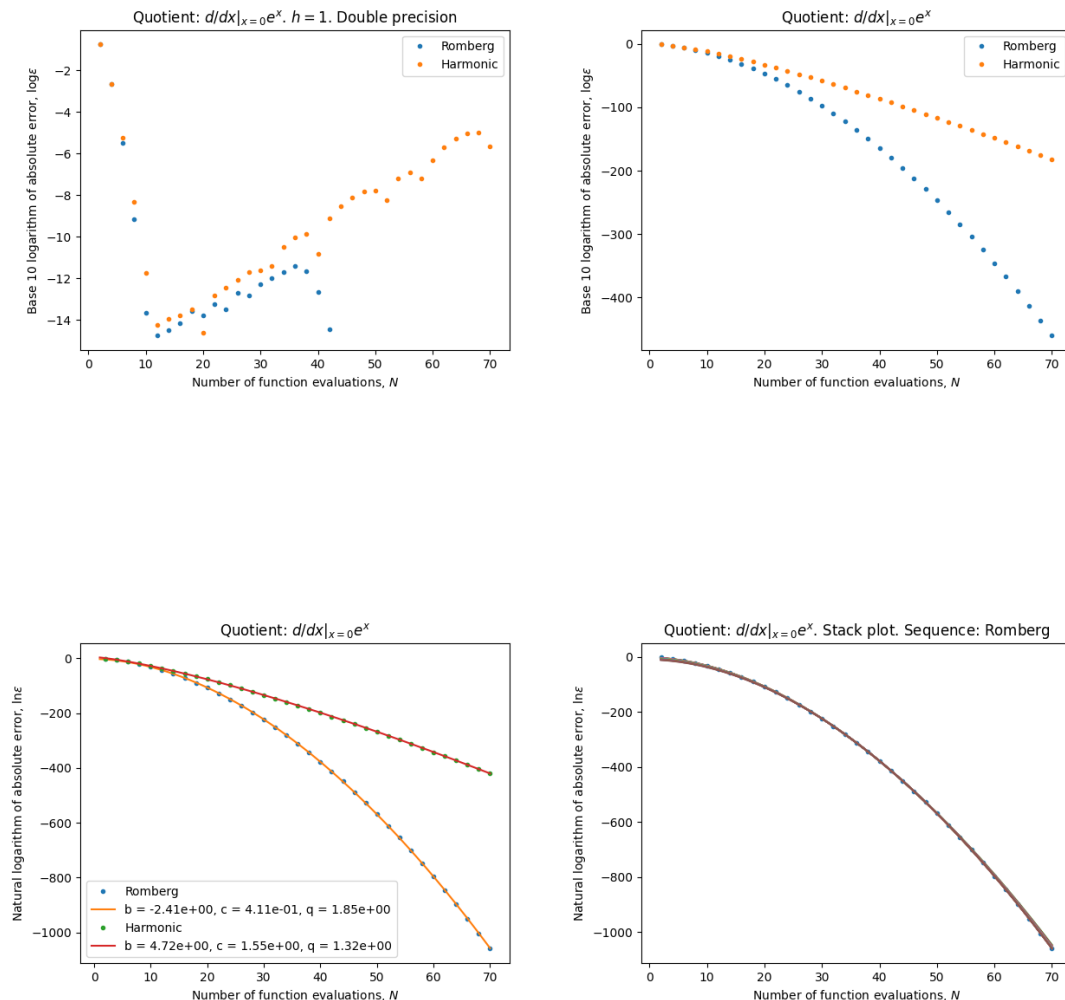 Quotient: d/dx|ₓ₌₀eˣ. h = 1. Double precision
Base 10 logarithm of absolute error, logε
−2
−4
−6
−8
−10
−12
−14
Romberg
Harmonic
0 10 20 30 40 50 60 70
Number of function evaluations, N
Quotient: d/dx|ₓ₌₀eˣ
Base 10 logarithm of absolute error, logε
0
−100
−200
−300
−400
Romberg
Harmonic
0 10 20 30 40 50 60 70
Number of function evaluations, N
Quotient: d/dx|ₓ₌₀eˣ
Natural logarithm of absolute error, lnε
0
−200
−400
−600
−800
−1000
Romberg
b = -2.41e+00, c = 4.11e-01, q = 1.85e+00
Harmonic
b = 4.72e+00, c = 1.55e+00, q = 1.32e+00
0 10 20 30 40 50 60 70
Number of function evaluations, N
Quotient: d/dx|ₓ₌₀eˣ. Stack plot. Sequence: Romberg
Natural logarithm of absolute error, lnε
0
−200
−400
−600
−800
−1000
0 10 20 30 40 50 60 70
Number of function evaluations, N